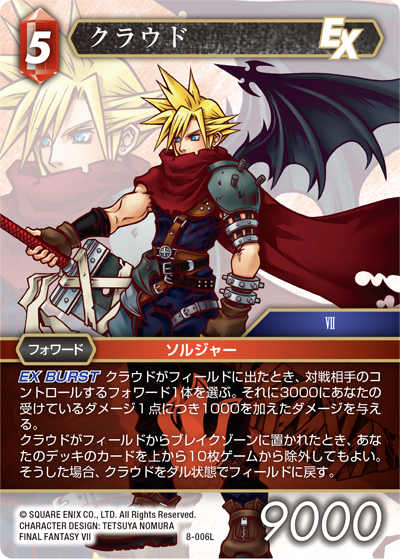 5
クラウド
EX
VII
フォワード
ソルジャー
EX BURST クラウドがフィールドに出たとき、対戦相手のコ
ントロールするフォワード1体を選ぶ。それに3000にあなたの
受けているダメージ1点につき1000を加えたダメージを与え
る。
クラウドがフィールドからブレイクゾーンに置かれたとき、あな
たのデッキのカードを上から10枚ゲームから除外してもよい。
そうした場合、クラウドをダル状態でフィールドに戻す。
© SQUARE ENIX CO., LTD. All Rights Reserved.
CHARACTER DESIGN: TETSUYA NOMURA
FINAL FANTASY VII
8-006L
9000